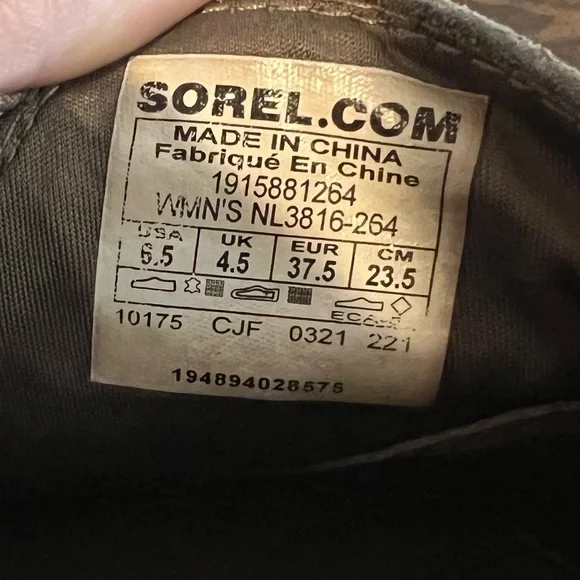 SOREL.COM
MADE IN CHINA
Fabriqué En Chine
1915881264
WMN'S NL3816-264
USA UK EUR CM
6.5 4.5 37.5 23.5
10175 CJF 0321 221
194894028575